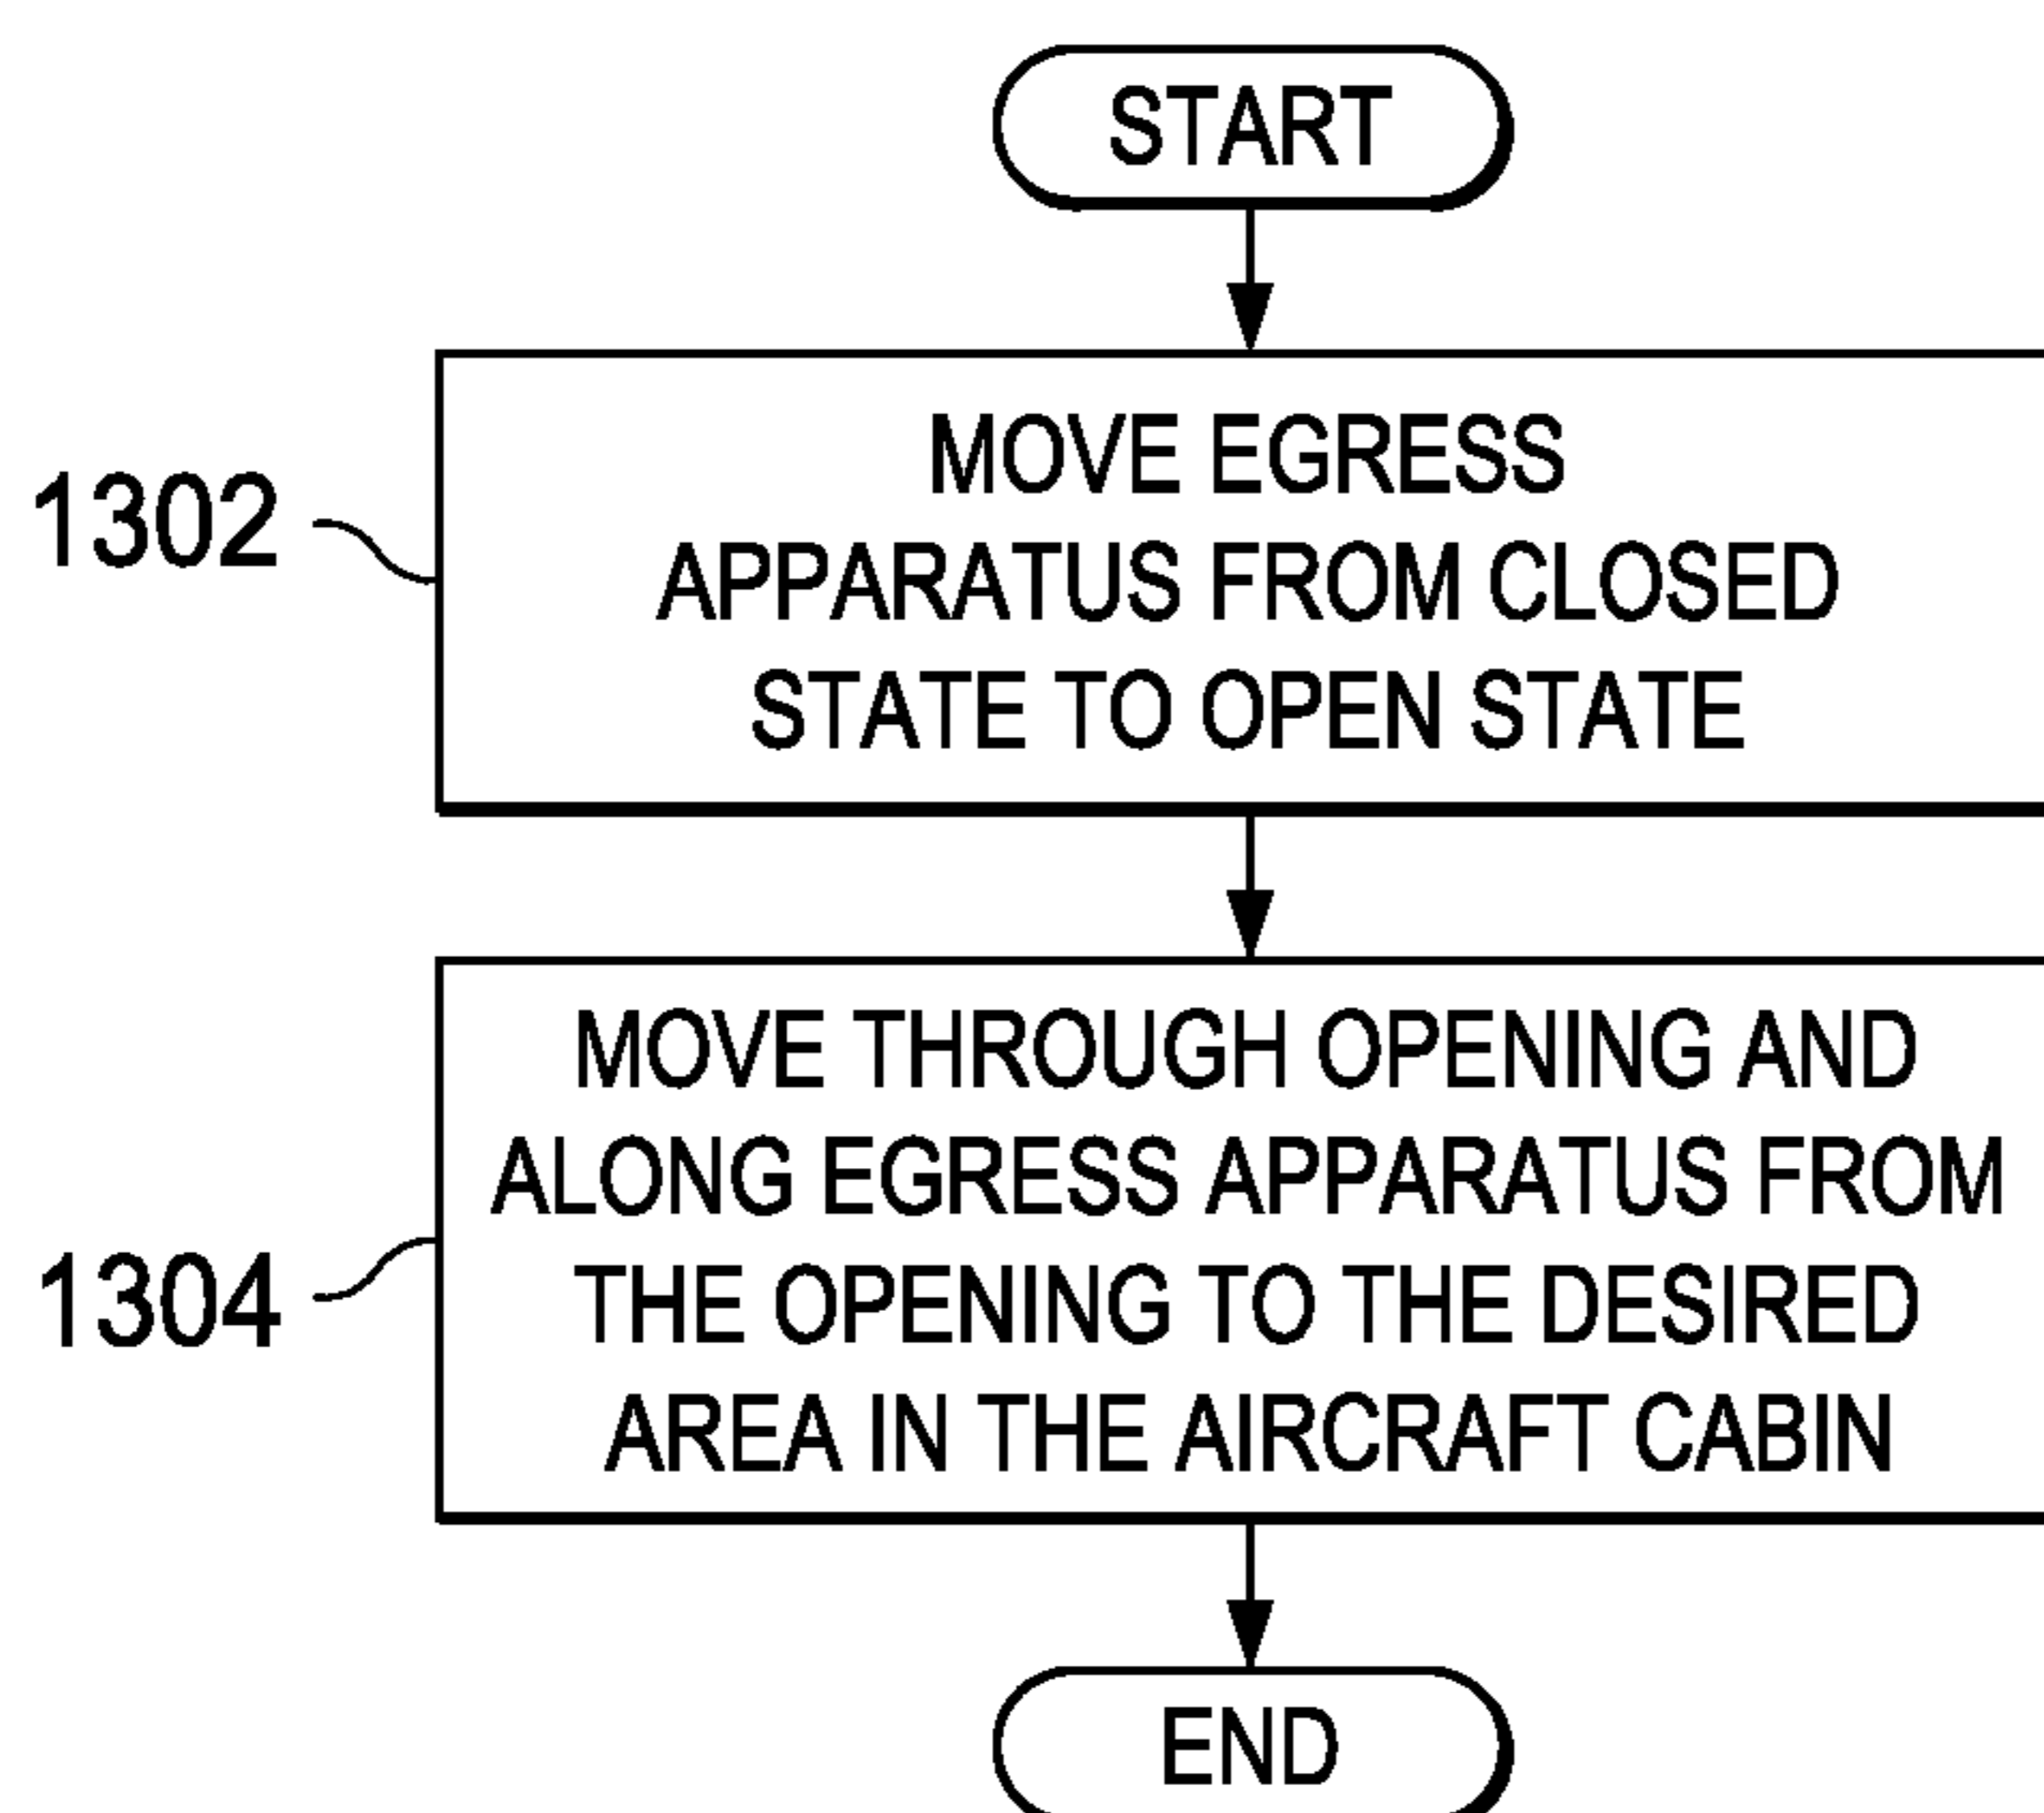 START
MOVE EGRESS
APPARATUS FROM CLOSED
STATE TO OPEN STATE
1302
MOVE THROUGH OPENING AND
ALONG EGRESS APPARATUS FROM
THE OPENING TO THE DESIRED
AREA IN THE AIRCRAFT CABIN
1304
END